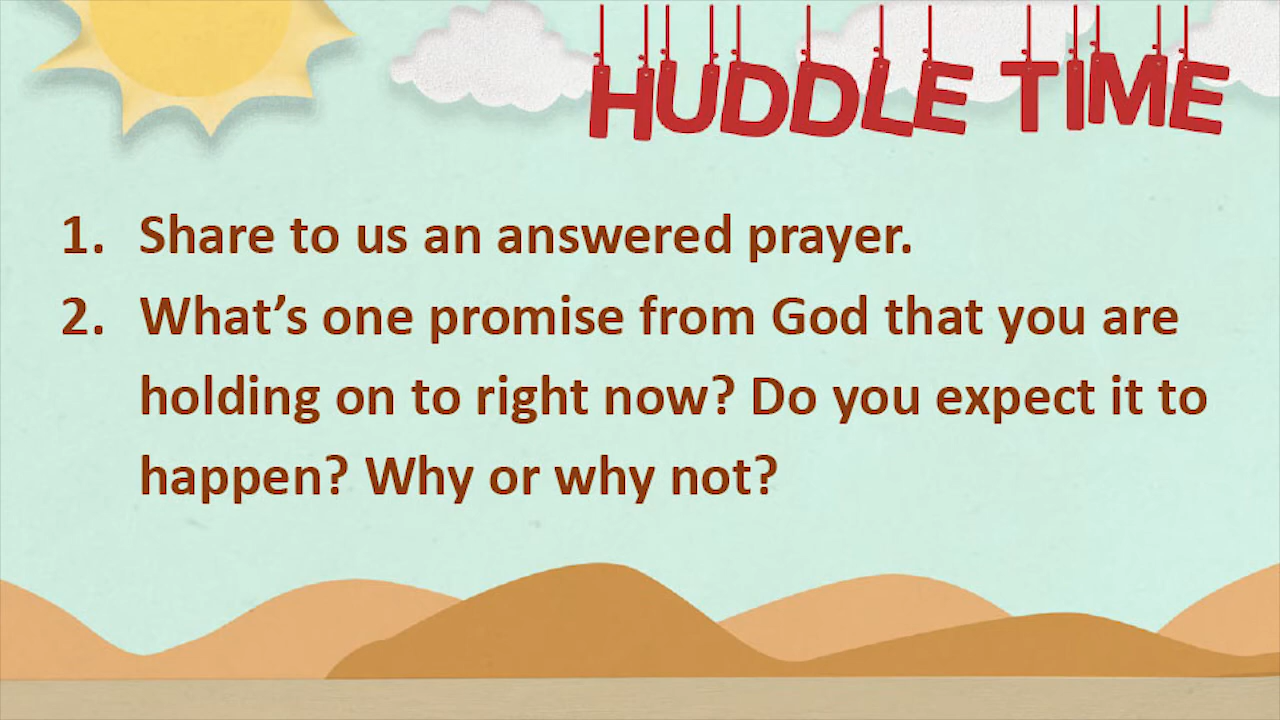 HUDDLE TIME
1. Share to us an answered prayer.
2. What’s one promise from God that you are
holding on to right now? Do you expect it to
happen? Why or why not?